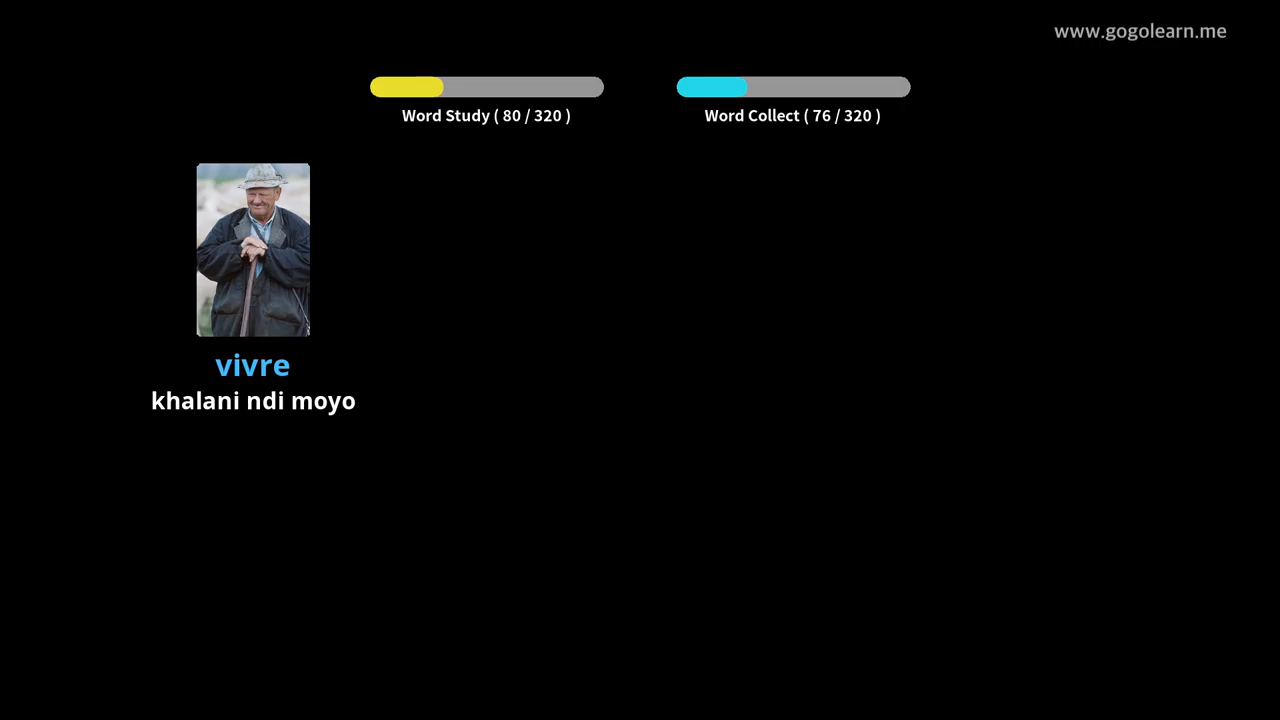 www.gogolearn.me
Word Study ( 80 / 320 )
Word Collect ( 76 / 320 )
vivre
khalani ndi moyo